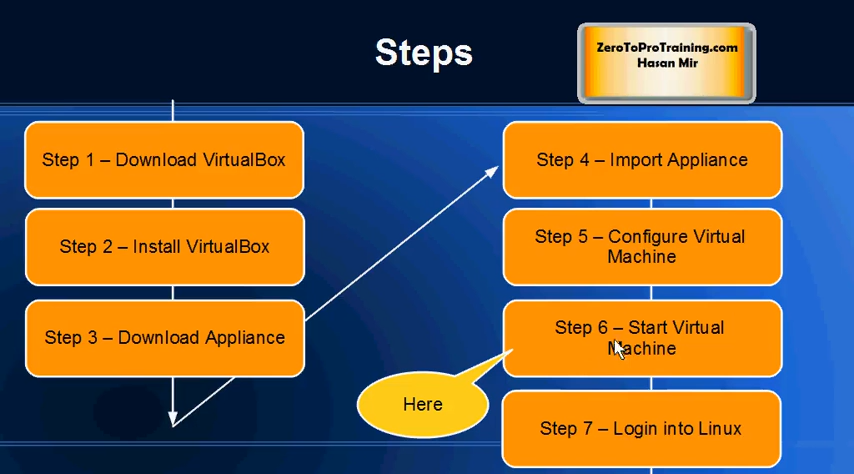 Steps
ZeroToProTraining.com
Hasan Mir
Step 1 – Download VirtualBox
Step 2 – Install VirtualBox
Step 3 – Download Appliance
Step 4 – Import Appliance
Step 5 – Configure Virtual
Machine
Step 6 – Start Virtual
Machine
Here
Step 7 – Login into Linux